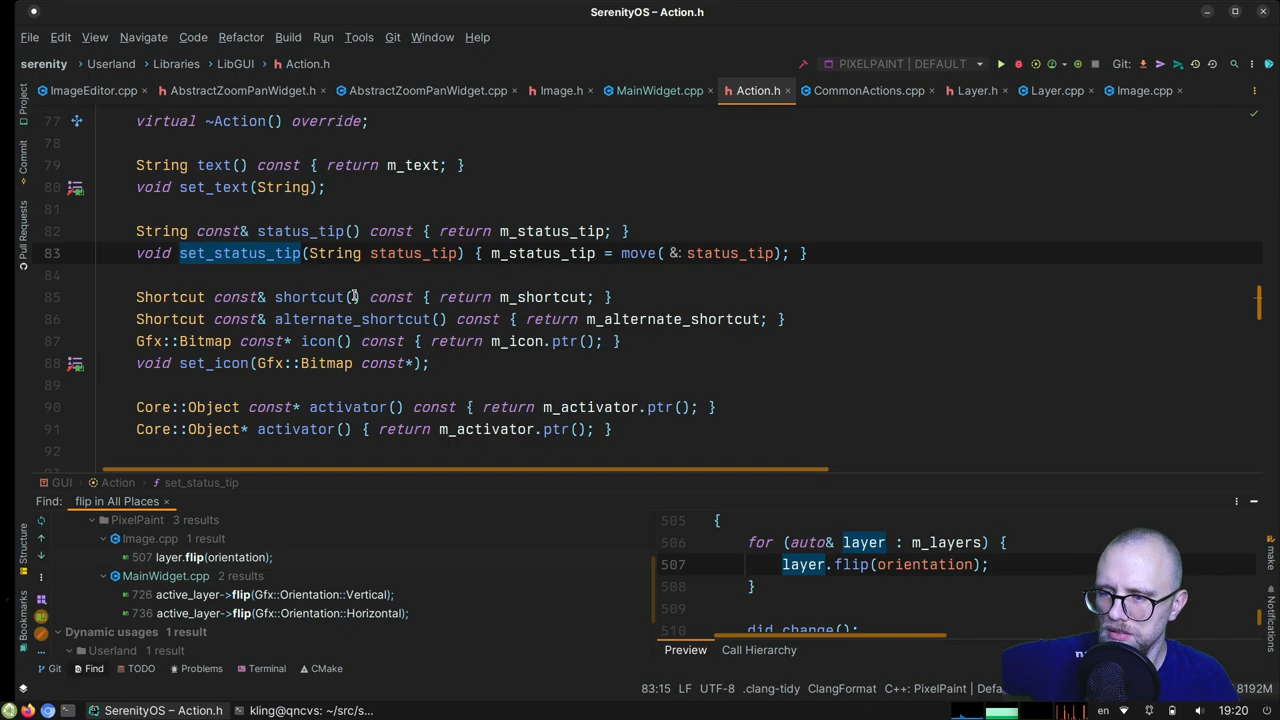 SerenityOS – Action.h
File Edit View Navigate Code Refactor Build Run Tools Git Window Help
serenity Userland Libraries LibGUI Action.h PIXELPAINT | DEFAULT Git:
ImageEditor.cpp AbstractZoomPanWidget.h AbstractZoomPanWidget.cpp Image.h MainWidget.cpp Action.h CommonActions.cpp Layer.h Layer.cpp Image.cpp
Project
Commit
Pull Requests
77 virtual ~Action() override;
78
79 String text() const { return m_text; }
80 void set_text(String);
81
82 String const& status_tip() const { return m_status_tip; }
83 void set_status_tip(String status_tip) { m_status_tip = move( &: status_tip); }
84
85 Shortcut const& shortcut() const { return m_shortcut; }
86 Shortcut const& alternate_shortcut() const { return m_alternate_shortcut; }
87 Gfx::Bitmap const* icon() const { return m_icon.ptr(); }
88 void set_icon(Gfx::Bitmap const*);
89
90 Core::Object const* activator() const { return m_activator.ptr(); }
91 Core::Object* activator() { return m_activator.ptr(); }
92
GUI Action set_status_tip
Find: flip in All Places
PixelPaint 3 results
Image.cpp 1 result
507 layer.flip(orientation);
MainWidget.cpp 2 results
726 active_layer->flip(Gfx::Orientation::Vertical);
736 active_layer->flip(Gfx::Orientation::Horizontal);
Dynamic usages 1 result
Userland 1 result
505 {
506 for (auto& layer : m_layers) {
507 layer.flip(orientation);
508 }
509
510 did_change();
Preview Call Hierarchy
Structure
Bookmarks
make
Notifications
Git Find TODO Problems Terminal CMake
83:15 LF UTF-8 .clang-tidy ClangFormat C++: PixelPaint | Defa 8192M
SerenityOS – Action.h kling@qncvs: ~/src/s... en 19:20